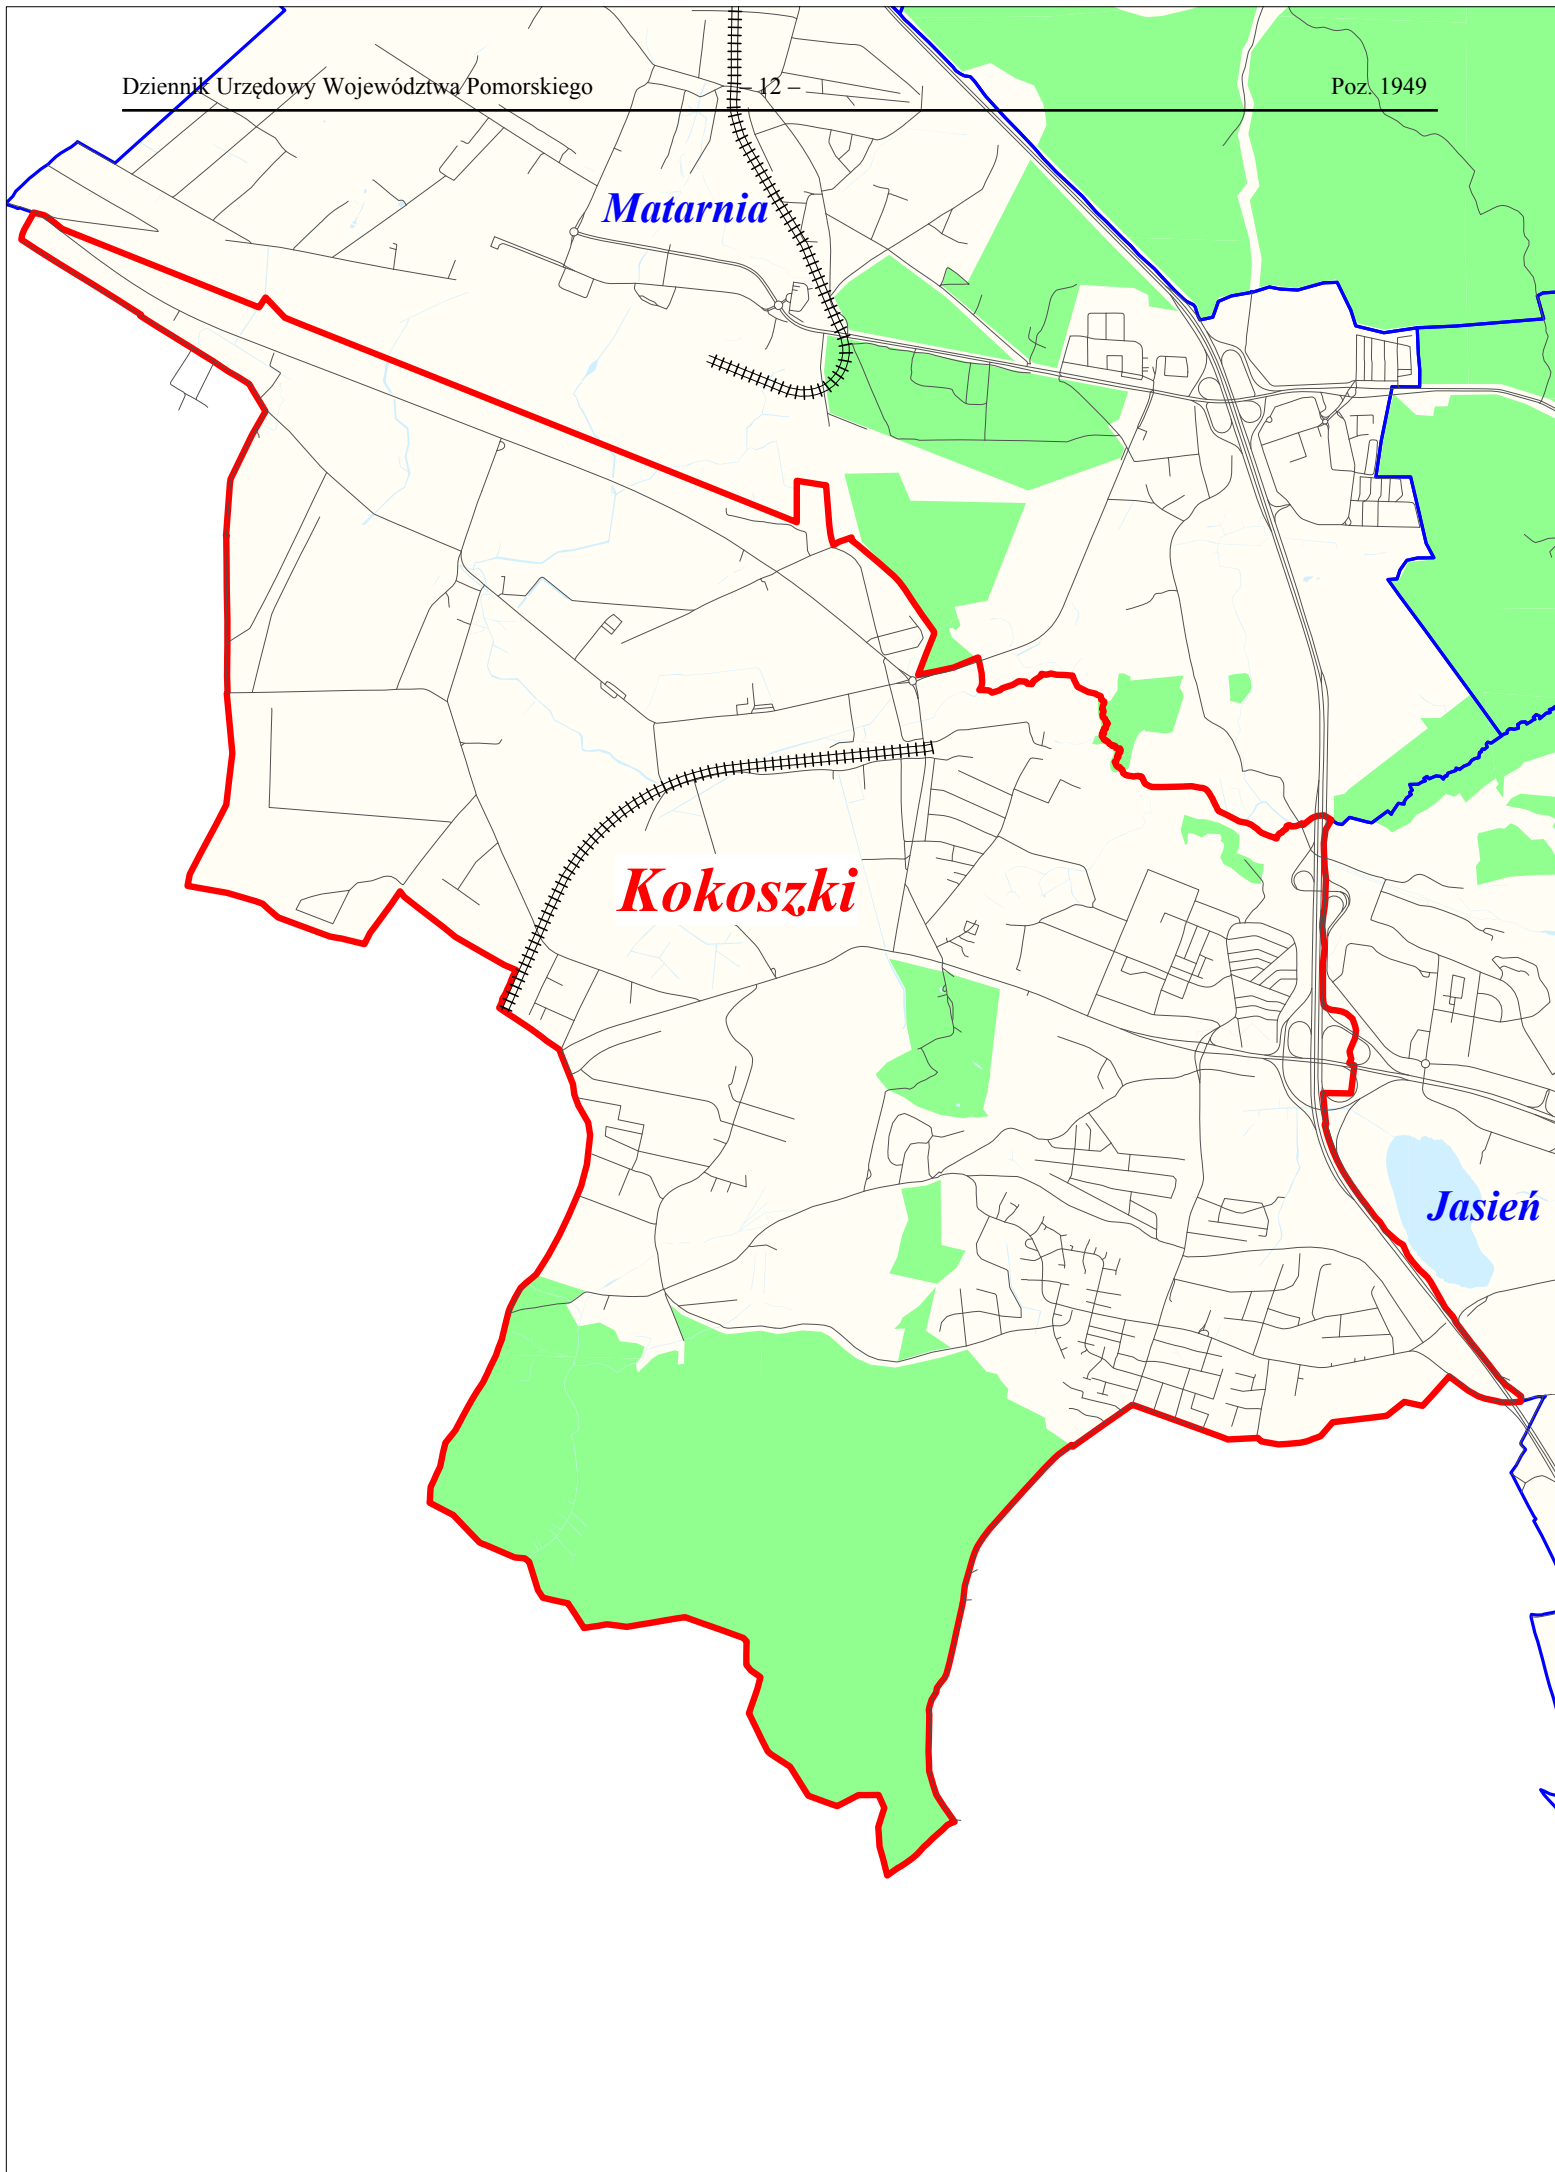 Dziennik Urzędowy Województwa Pomorskiego – 12 – Poz. 1949
Matarnia
Kokoszki
Jasień